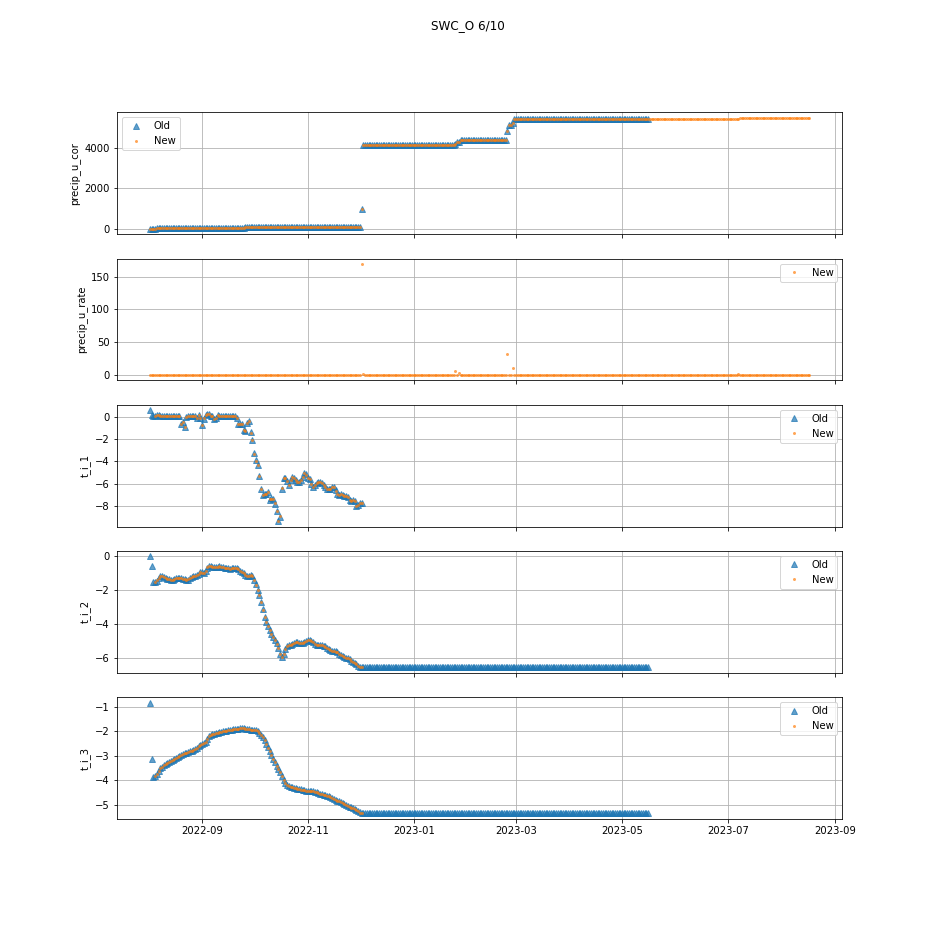 SWC_O 6/10
precip_u_cor
4000
2000
0
Old
New
precip_u_rate
150
100
50
0
New
t_i_1
0
−2
−4
−6
−8
Old
New
t_i_2
0
−2
−4
−6
Old
New
t_i_3
−1
−2
−3
−4
−5
Old
New
2022-09 2022-11 2023-01 2023-03 2023-05 2023-07 2023-09